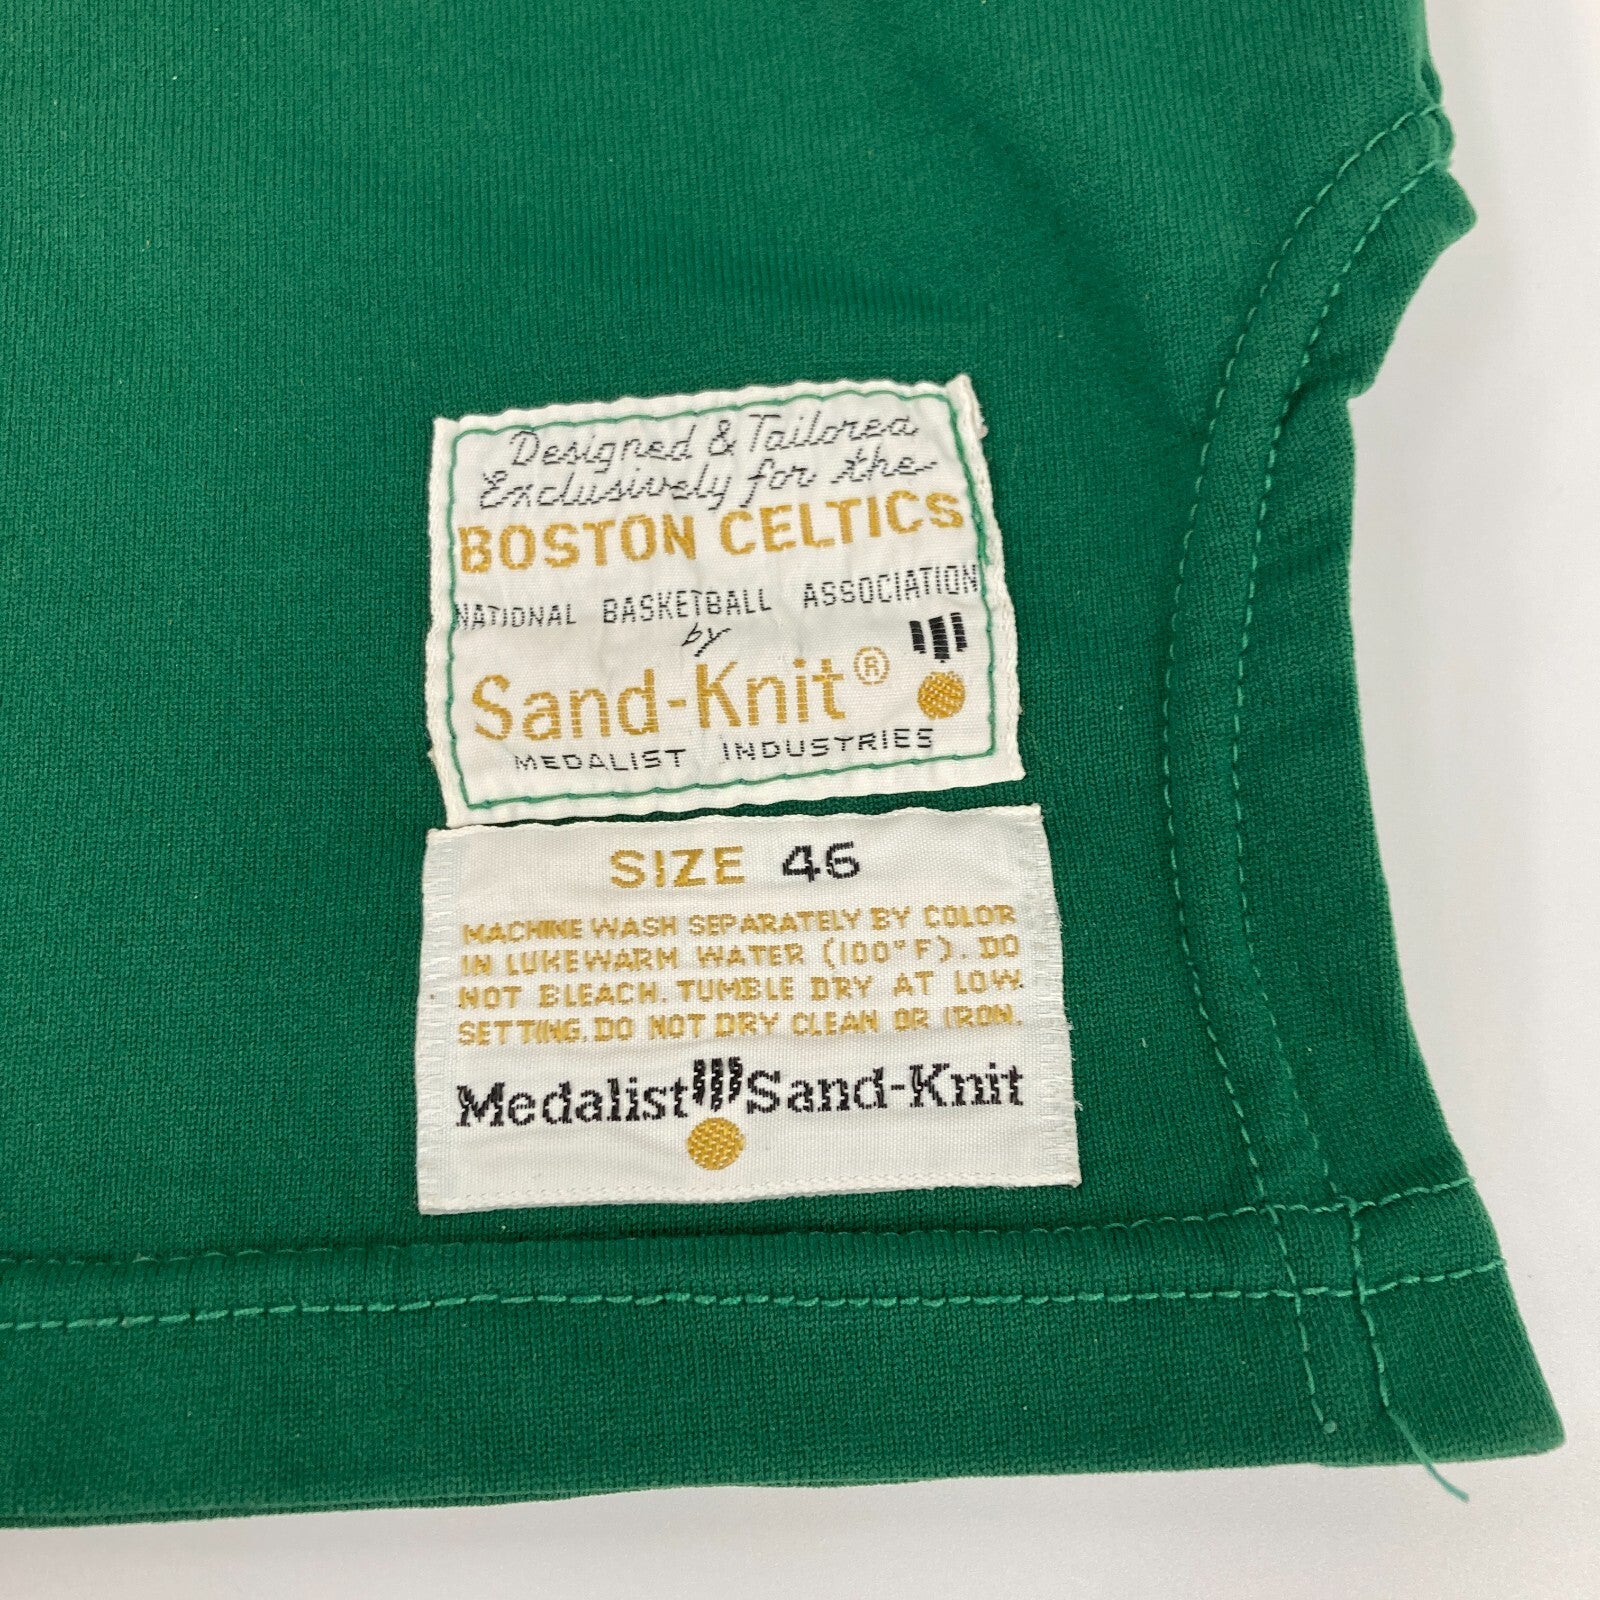 Designed & Tailored
Exclusively for the
BOSTON CELTICS
NATIONAL BASKETBALL ASSOCIATION
by
Sand-Knit®
MEDALIST INDUSTRIES
SIZE 46
MACHINE WASH SEPARATELY BY COLOR
IN LUKEWARM WATER (100°F). DO
NOT BLEACH. TUMBLE DRY AT LOW
SETTING. DO NOT DRY CLEAN OR IRON.
Medalist Sand-Knit